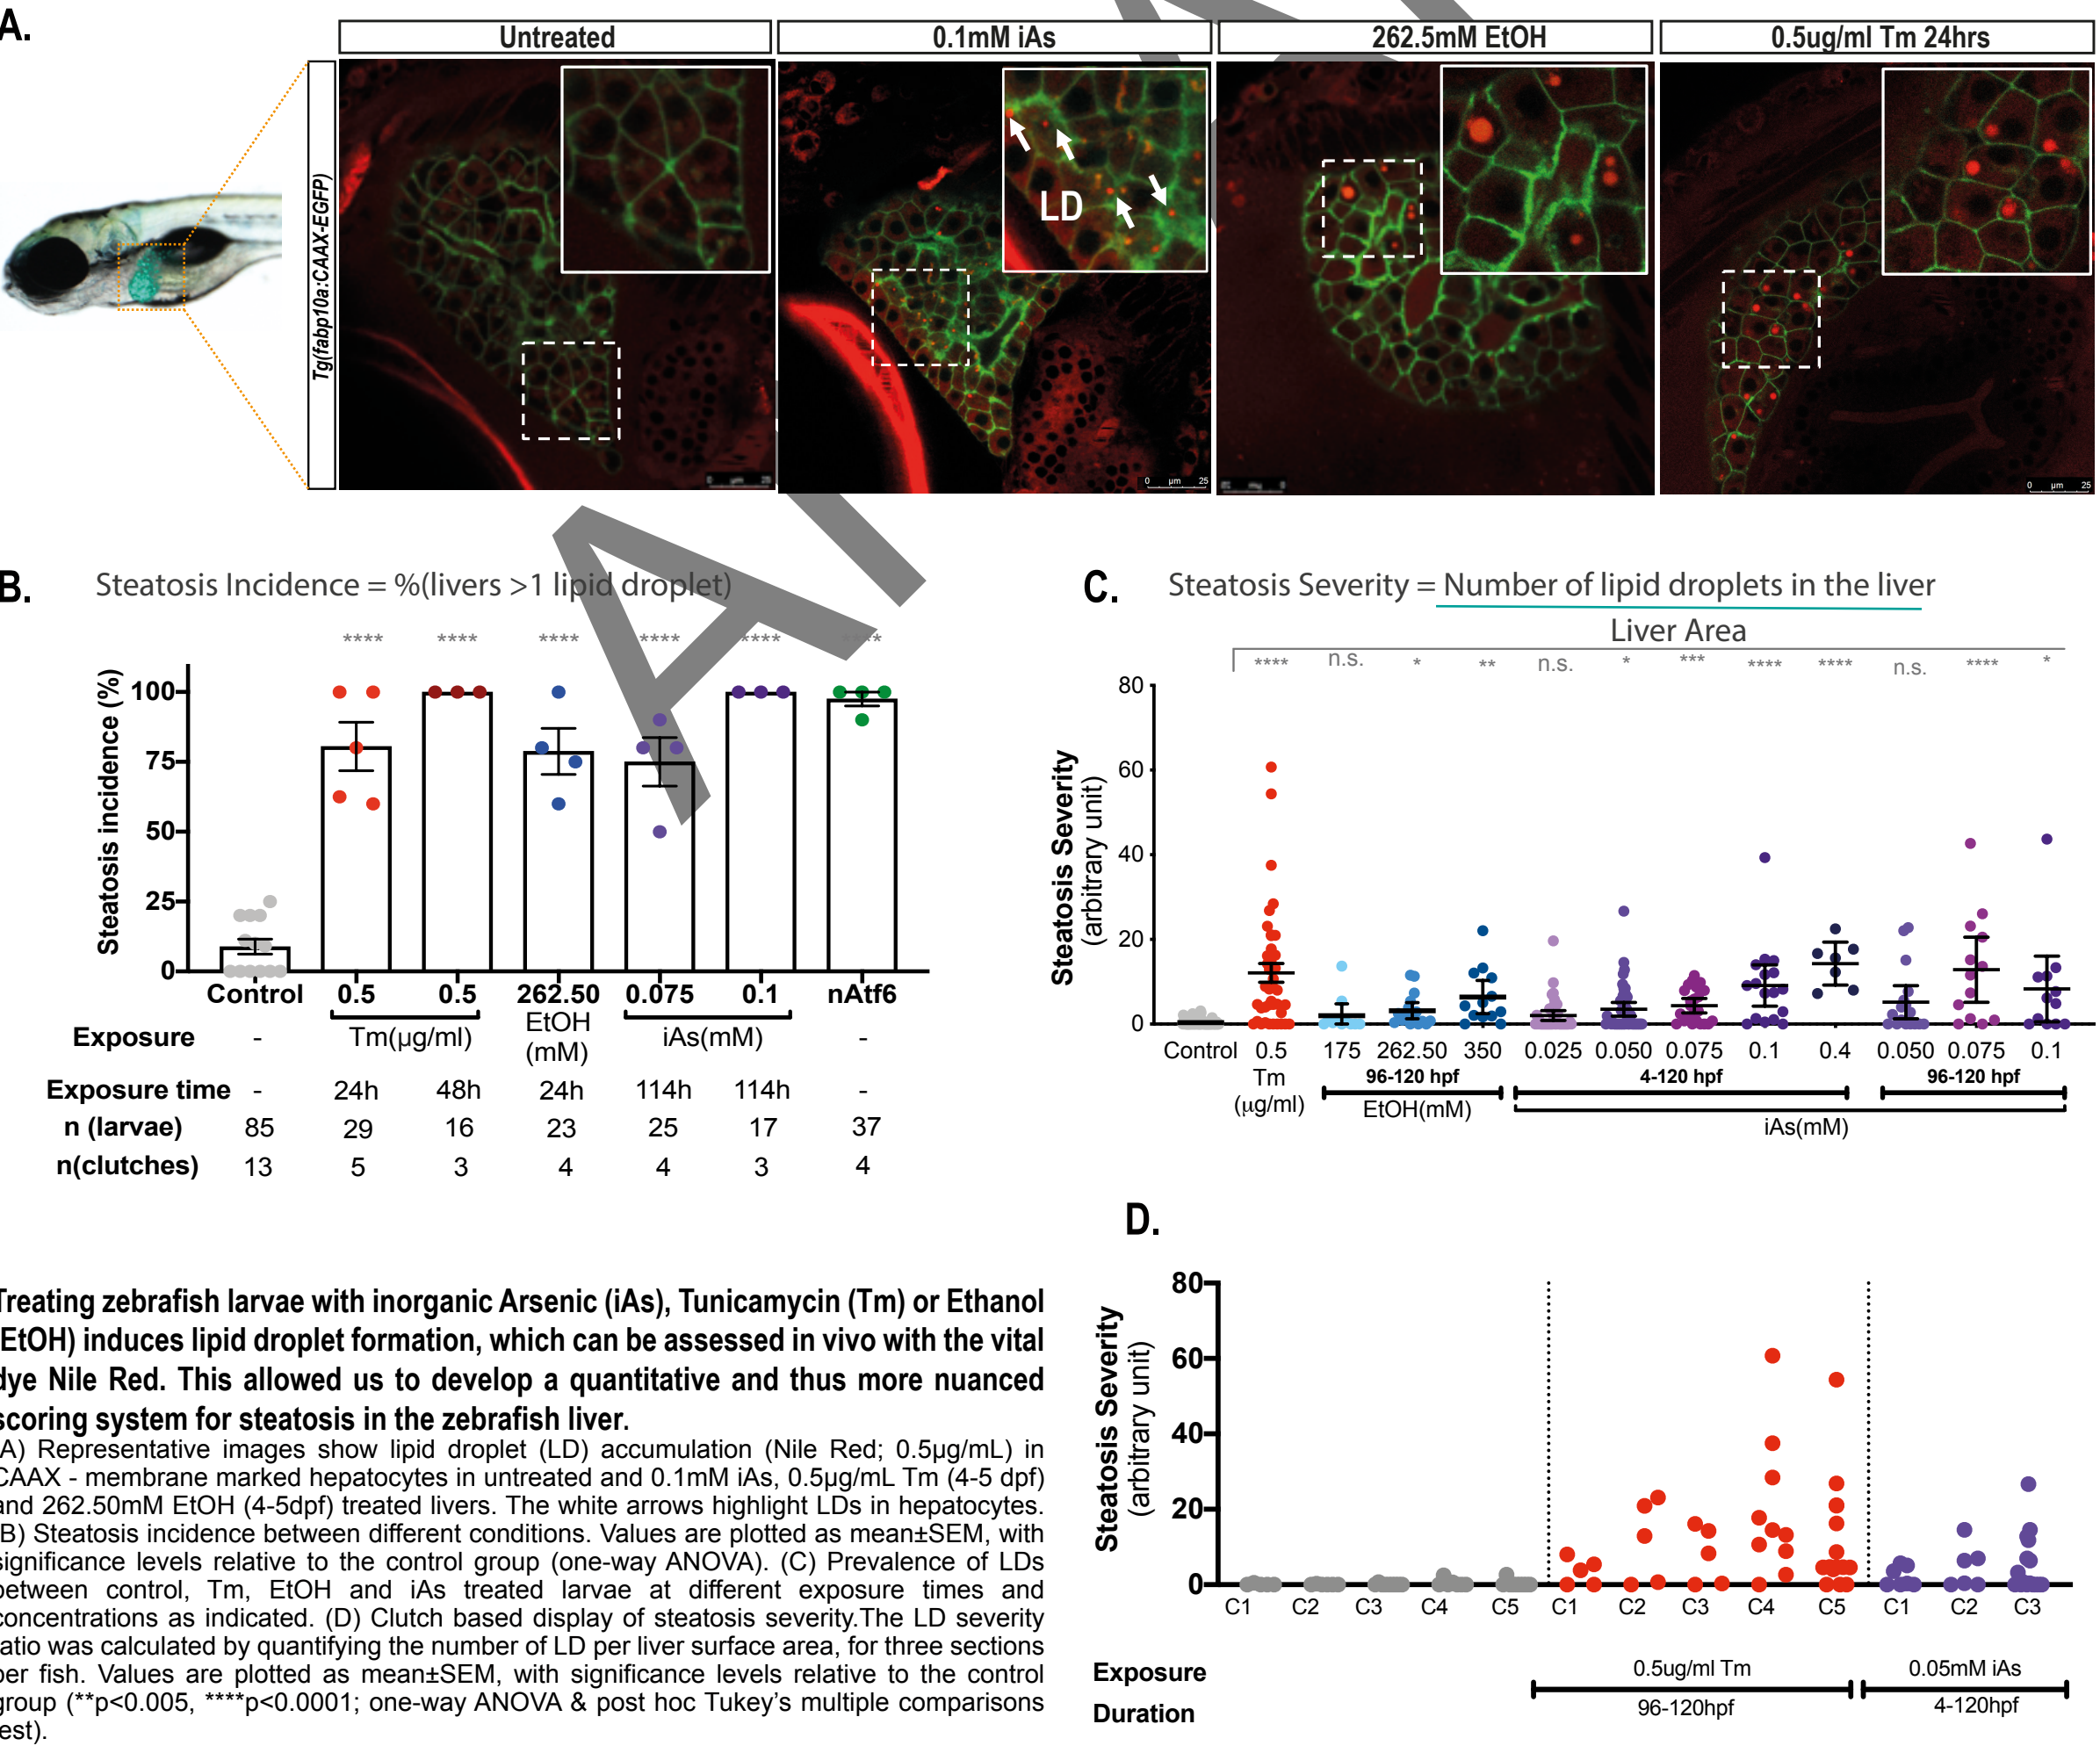 A.
Untreated
0.1mM iAs
262.5mM EtOH
0.5ug/ml Tm 24hrs
Tg(fabp10a:CAAX-EGFP)
LD
0 µm 25
0 µm 25
0 µm 25
B.
Steatosis Incidence = %(livers >1 lipid droplet)
**** **** **** **** **** ****
Steatosis incidence (%)
100
75
50
25
0
Control 0.5 0.5 262.50 0.075 0.1 nAtf6
Exposure - Tm(µg/ml) EtOH (mM) iAs(mM) -
Exposure time - 24h 48h 24h 114h 114h -
n (larvae) 85 29 16 23 25 17 37
n(clutches) 13 5 3 4 4 3 4
C.
Steatosis Severity = Number of lipid droplets in the liver
Liver Area
**** n.s. * ** n.s. * *** **** **** n.s. **** *
Steatosis Severity
(arbitrary unit)
80
60
40
20
0
Control 0.5 175 262.50 350 0.025 0.050 0.075 0.1 0.4 0.050 0.075 0.1
Tm 96-120 hpf 4-120 hpf 96-120 hpf
(µg/ml) EtOH(mM)
iAs(mM)
D.
Steatosis Severity
(arbitrary unit)
80
60
40
20
0
C1 C2 C3 C4 C5 C1 C2 C3 C4 C5 C1 C2 C3
Exposure 0.5ug/ml Tm 0.05mM iAs
Duration 96-120hpf 4-120hpf
Treating zebrafish larvae with inorganic Arsenic (iAs), Tunicamycin (Tm) or Ethanol
(EtOH) induces lipid droplet formation, which can be assessed in vivo with the vital
dye Nile Red. This allowed us to develop a quantitative and thus more nuanced
scoring system for steatosis in the zebrafish liver.
(A) Representative images show lipid droplet (LD) accumulation (Nile Red; 0.5µg/mL) in
CAAX - membrane marked hepatocytes in untreated and 0.1mM iAs, 0.5µg/mL Tm (4-5 dpf)
and 262.50mM EtOH (4-5dpf) treated livers. The white arrows highlight LDs in hepatocytes.
(B) Steatosis incidence between different conditions. Values are plotted as mean±SEM, with
significance levels relative to the control group (one-way ANOVA). (C) Prevalence of LDs
between control, Tm, EtOH and iAs treated larvae at different exposure times and
concentrations as indicated. (D) Clutch based display of steatosis severity.The LD severity
ratio was calculated by quantifying the number of LD per liver surface area, for three sections
per fish. Values are plotted as mean±SEM, with significance levels relative to the control
group (**p<0.005, ****p<0.0001; one-way ANOVA & post hoc Tukey's multiple comparisons
test).